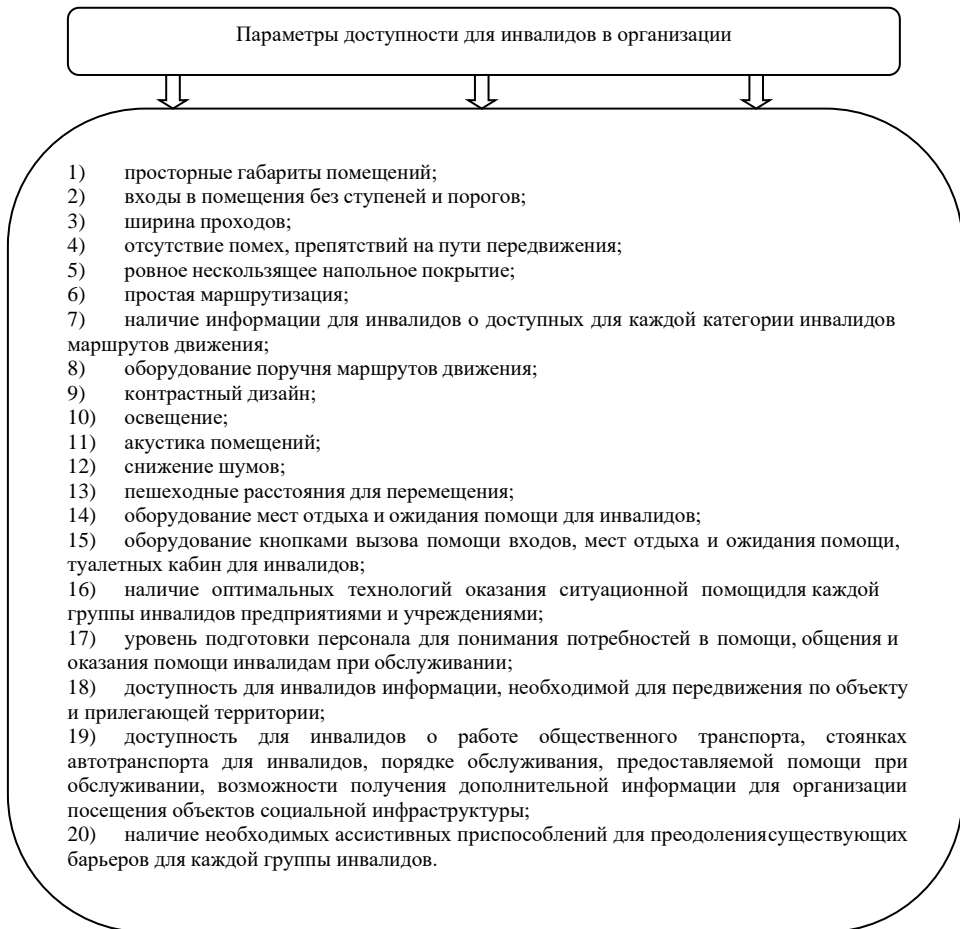 Параметры доступности для инвалидов в организации
1) просторные габариты помещений;
2) входы в помещения без ступеней и порогов;
3) ширина проходов;
4) отсутствие помех, препятствий на пути передвижения;
5) ровное нескользящее напольное покрытие;
6) простая маршрутизация;
7) наличие информации для инвалидов о доступных для каждой категории инвалидов
маршрутов движения;
8) оборудование поручня маршрутов движения;
9) контрастный дизайн;
10) освещение;
11) акустика помещений;
12) снижение шумов;
13) пешеходные расстояния для перемещения;
14) оборудование мест отдыха и ожидания помощи для инвалидов;
15) оборудование кнопками вызова помощи входов, мест отдыха и ожидания помощи,
туалетных кабин для инвалидов;
16) наличие оптимальных технологий оказания ситуационной помощидля каждой
группы инвалидов предприятиями и учреждениями;
17) уровень подготовки персонала для понимания потребностей в помощи, общения и
оказания помощи инвалидам при обслуживании;
18) доступность для инвалидов информации, необходимой для передвижения по объекту
и прилегающей территории;
19) доступность для инвалидов о работе общественного транспорта, стоянках
автотранспорта для инвалидов, порядке обслуживания, предоставляемой помощи при
обслуживании, возможности получения дополнительной информации для организации
посещения объектов социальной инфраструктуры;
20) наличие необходимых ассистивных приспособлений для преодолениясуществующих
барьеров для каждой группы инвалидов.